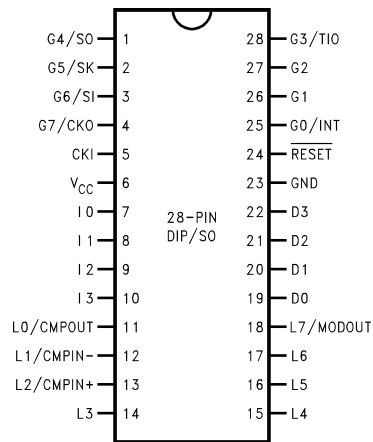 G4/SO 1 28 G3/TIO
G5/SK 2 27 G2
G6/SI 3 26 G1
G7/CKO 4 25 G0/INT
CKI 5 24 RESET
VCC 6 23 GND
I0 7 22 D3
28-PIN
DIP/SO
I1 8 21 D2
I2 9 20 D1
I3 10 19 D0
L0/CMPOUT 11 18 L7/MODOUT
L1/CMPIN- 12 17 L6
L2/CMPIN+ 13 16 L5
L3 14 15 L4